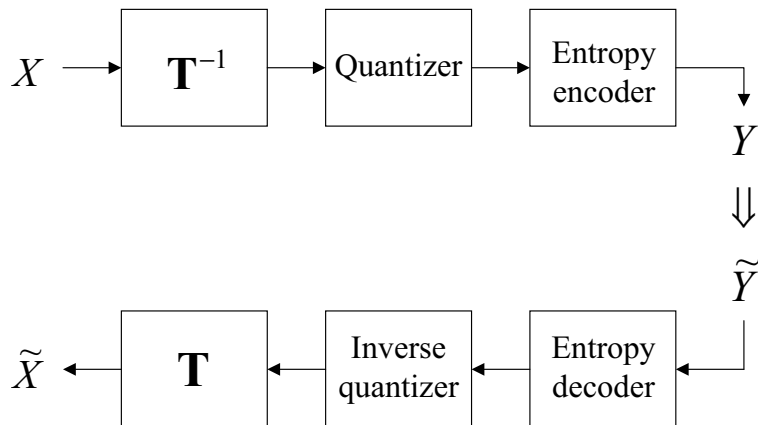 X
T⁻¹
Quantizer
Entropy
encoder
Y
⇓
Ỹ
X̃
T
Inverse
quantizer
Entropy
decoder